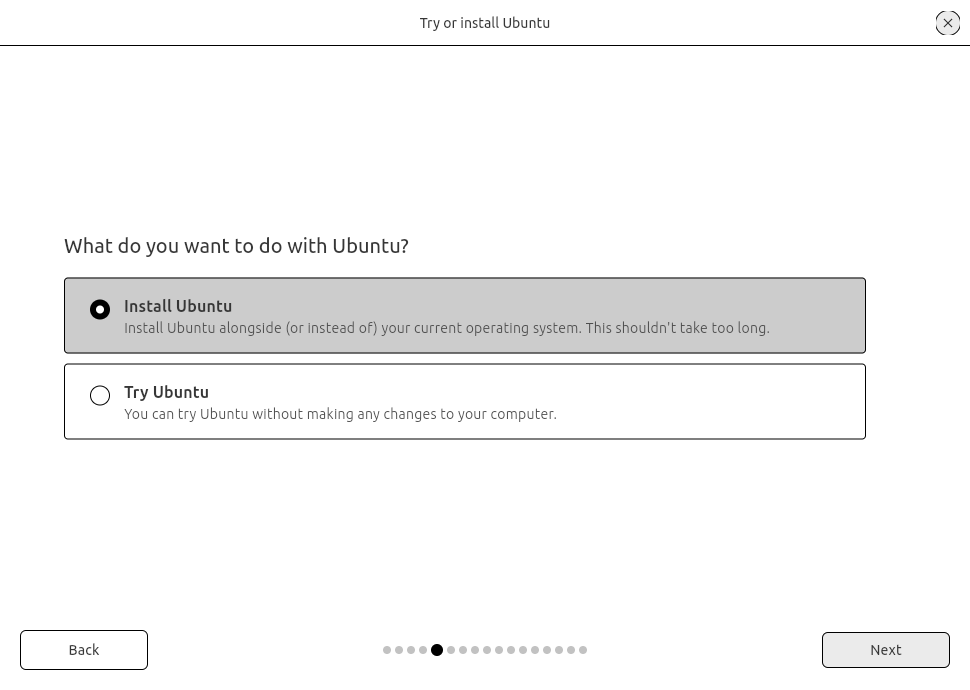 Try or install Ubuntu
What do you want to do with Ubuntu?
Install Ubuntu
Install Ubuntu alongside (or instead of) your current operating system. This shouldn't take too long.
Try Ubuntu
You can try Ubuntu without making any changes to your computer.
Back
Next